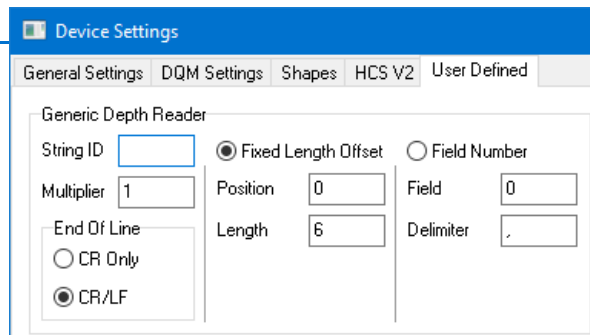 Device Settings
General Settings DQM Settings Shapes HCS V2 User Defined
Generic Depth Reader
String ID Fixed Length Offset Field Number
Multiplier 1 Position 0 Field 0
End Of Line Length 6 Delimiter ,
CR Only
CR/LF